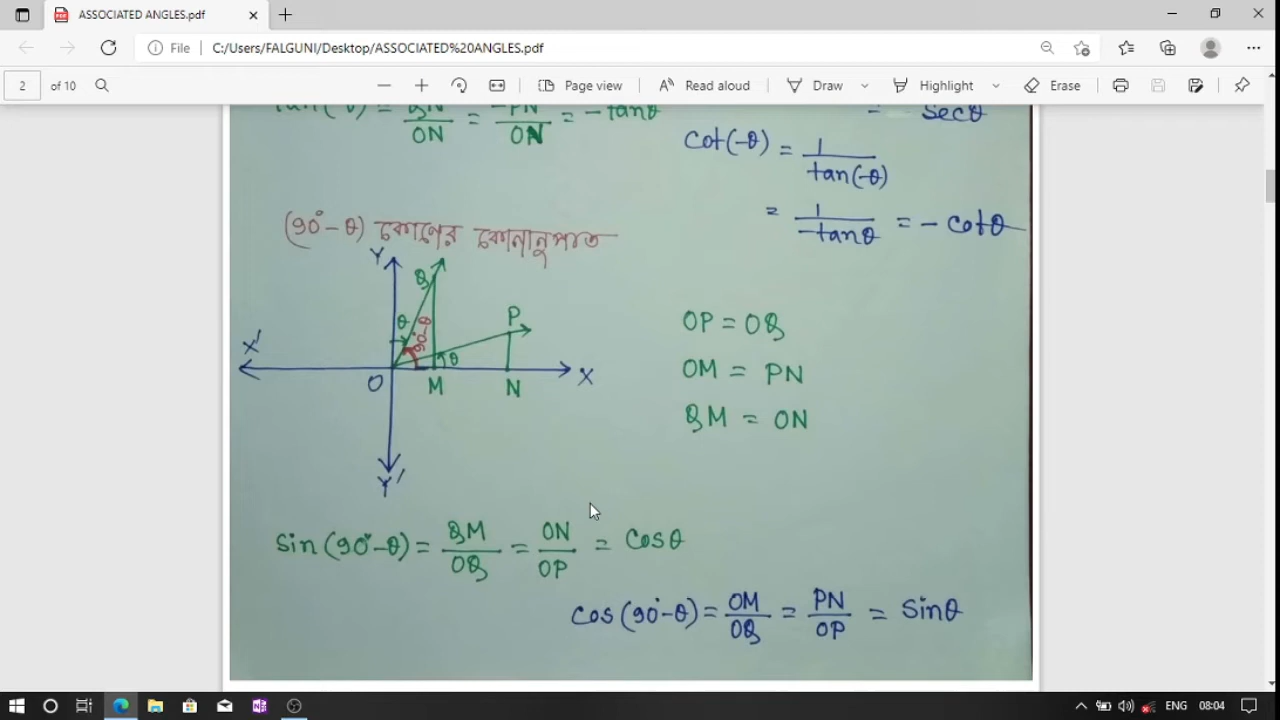 ASSOCIATED ANGLES.pdf
File C:/Users/FALGUNI/Desktop/ASSOCIATED%20ANGLES.pdf
2 of 10 Page view Read aloud Draw Highlight Erase
= QN/ON = -PN/ON = -tanθ
= secθ
cot(-θ) = 1/tan(-θ)
= 1/-tanθ = -cotθ
(90°-θ) কোণের কোনানুপাত
Y
Q
θ
90°-θ
P
X'
θ
O M N X
Y'
OP = OQ
OM = PN
QM = ON
Sin(90°-θ) = QM/OQ = ON/OP = cosθ
cos(90°-θ) = OM/OQ = PN/OP = sinθ
ENG 08:04